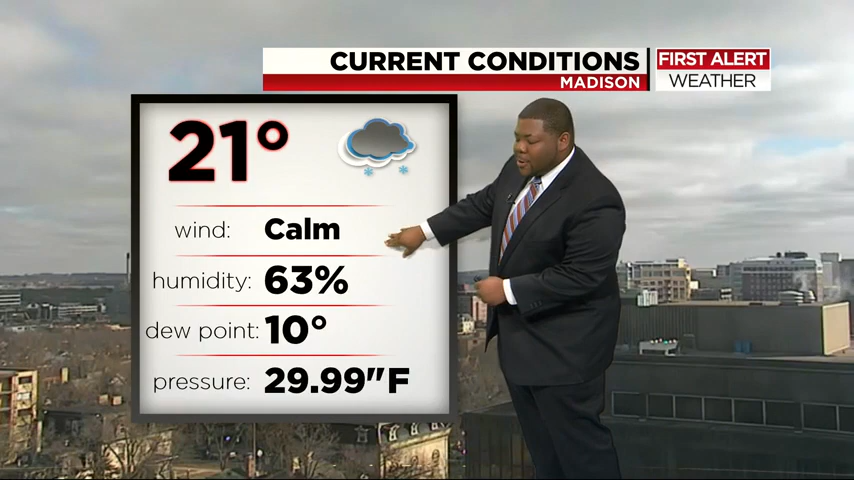 CURRENT CONDITIONS
MADISON
FIRST ALERT
WEATHER
21°
wind: Calm
humidity: 63%
dew point: 10°
pressure: 29.99"F